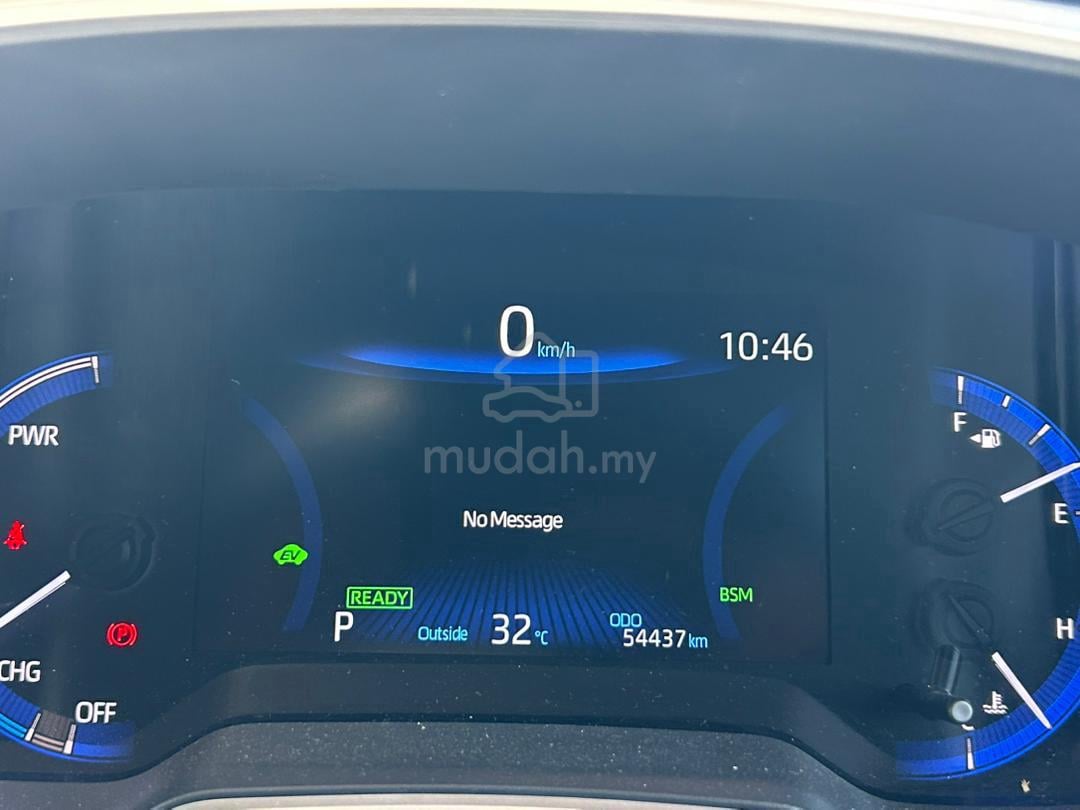 0 km/h
10:46
PWR
F
mudah.my
No Message
E
EV
READY
BSM
P
Outside 32 °C
ODO
54437 km
H
CHG
OFF
C